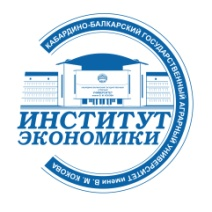 КАБАРДИНО-БАЛКАРСКИЙ ГОСУДАРСТВЕННЫЙ АГРАРНЫЙ УНИВЕРСИТЕТ имени В. М. КОКОВА
ИНСТИТУТ
ЭКОНОМИКИ